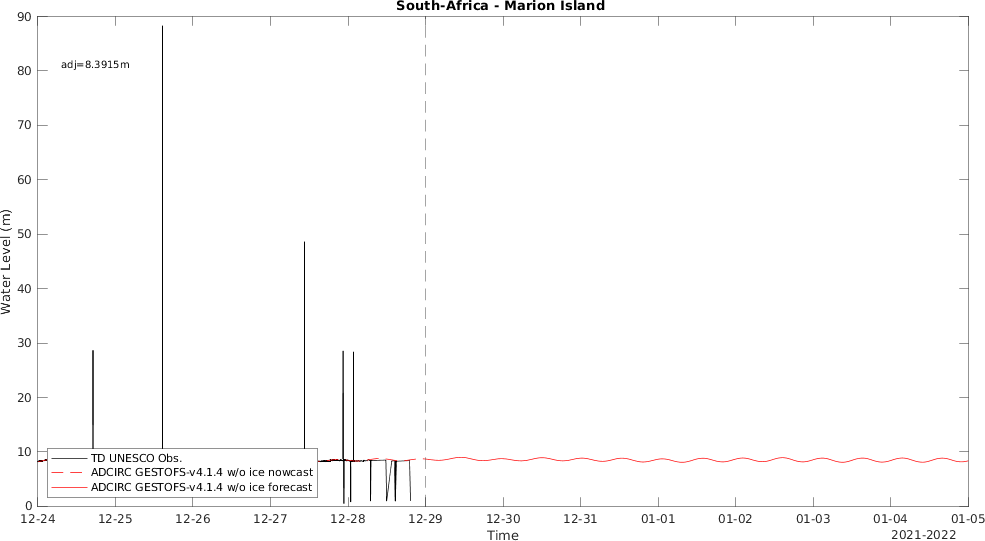 South-Africa - Marion Island
90
80
70
60
50
40
30
20
10
0
Water Level (m)
adj=8.3915m
TD UNESCO Obs.
ADCIRC GESTOFS-v4.1.4 w/o ice nowcast
ADCIRC GESTOFS-v4.1.4 w/o ice forecast
12-24 12-25 12-26 12-27 12-28 12-29 12-30 12-31 01-01 01-02 01-03 01-04 01-05
Time
2021-2022